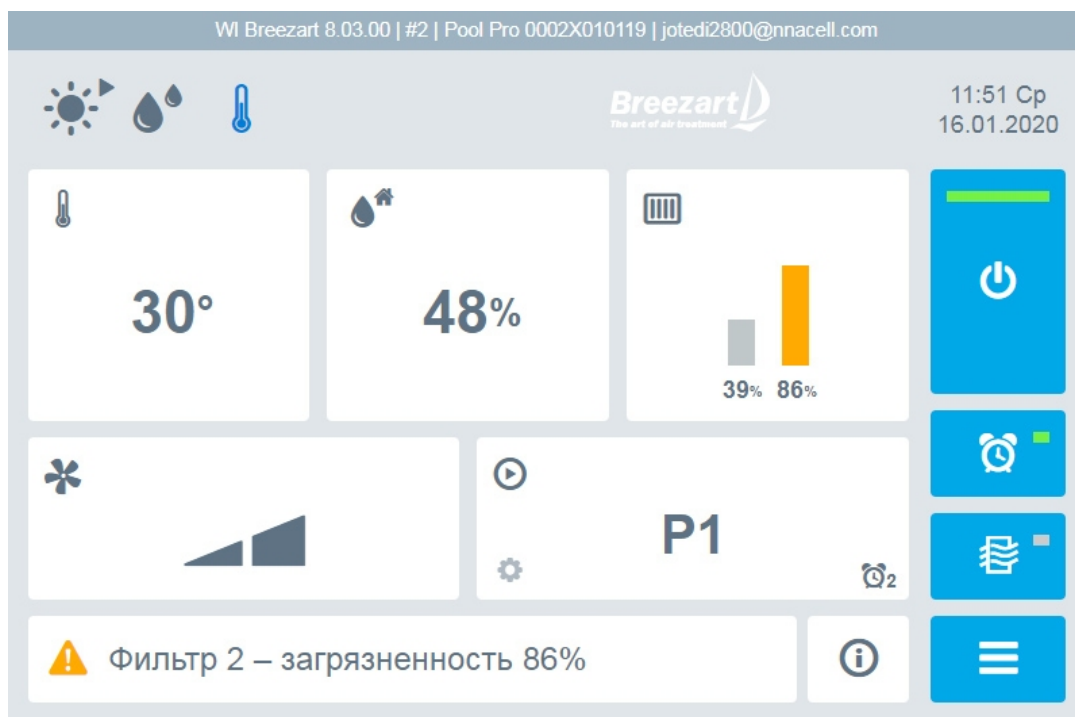 WI Breezart 8.03.00 | #2 | Pool Pro 0002X010119 | jotedi2800@nnacell.com
Breezart
The art of air treatment
11:51 Ср
16.01.2020
30°
48%
39% 86%
P1
2
Фильтр 2 – загрязненность 86%